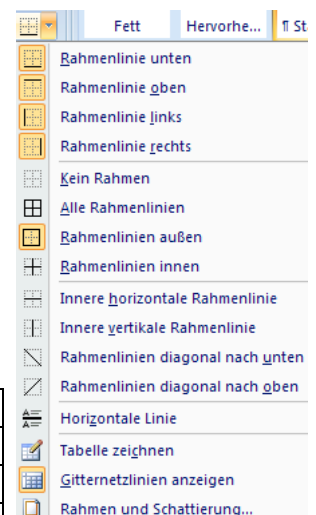 Fett Hervorhe... ¶ St
Rahmenlinie unten
Rahmenlinie oben
Rahmenlinie links
Rahmenlinie rechts
Kein Rahmen
Alle Rahmenlinien
Rahmenlinien außen
Rahmenlinien innen
Innere horizontale Rahmenlinie
Innere vertikale Rahmenlinie
Rahmenlinien diagonal nach unten
Rahmenlinien diagonal nach oben
Horizontale Linie
Tabelle zeichnen
Gitternetzlinien anzeigen
Rahmen und Schattierung...